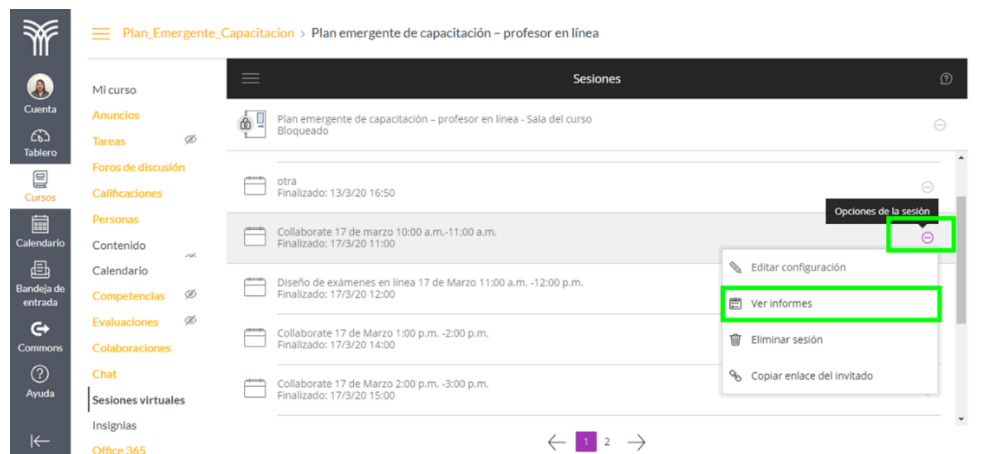 Plan_Emergente_Capacitacion > Plan emergente de capacitación – profesor en línea
Cuenta
Tablero
Cursos
Calendario
Bandeja de
entrada
Commons
Ayuda
Mi curso
Anuncios
Tareas
Foros de discusión
Calificaciones
Personas
Contenido
Calendario
Competencias
Evaluaciones
Colaboraciones
Chat
Sesiones virtuales
Insignias
Office 365
Sesiones
Plan emergente de capacitación – profesor en línea - Sala del curso
Bloqueado
otra
Finalizado: 13/3/20 16:50
Opciones de la sesión
Collaborate 17 de marzo 10:00 a.m.-11:00 a.m.
Finalizado: 17/3/20 11:00
Diseño de exámenes en línea 17 de Marzo 11:00 a.m. -12:00 p.m.
Finalizado: 17/3/20 12:00
Collaborate 17 de Marzo 1:00 p.m. -2:00 p.m.
Finalizado: 17/3/20 14:00
Collaborate 17 de Marzo 2:00 p.m. -3:00 p.m.
Finalizado: 17/3/20 15:00
Editar configuración
Ver informes
Eliminar sesión
Copiar enlace del invitado
1 2